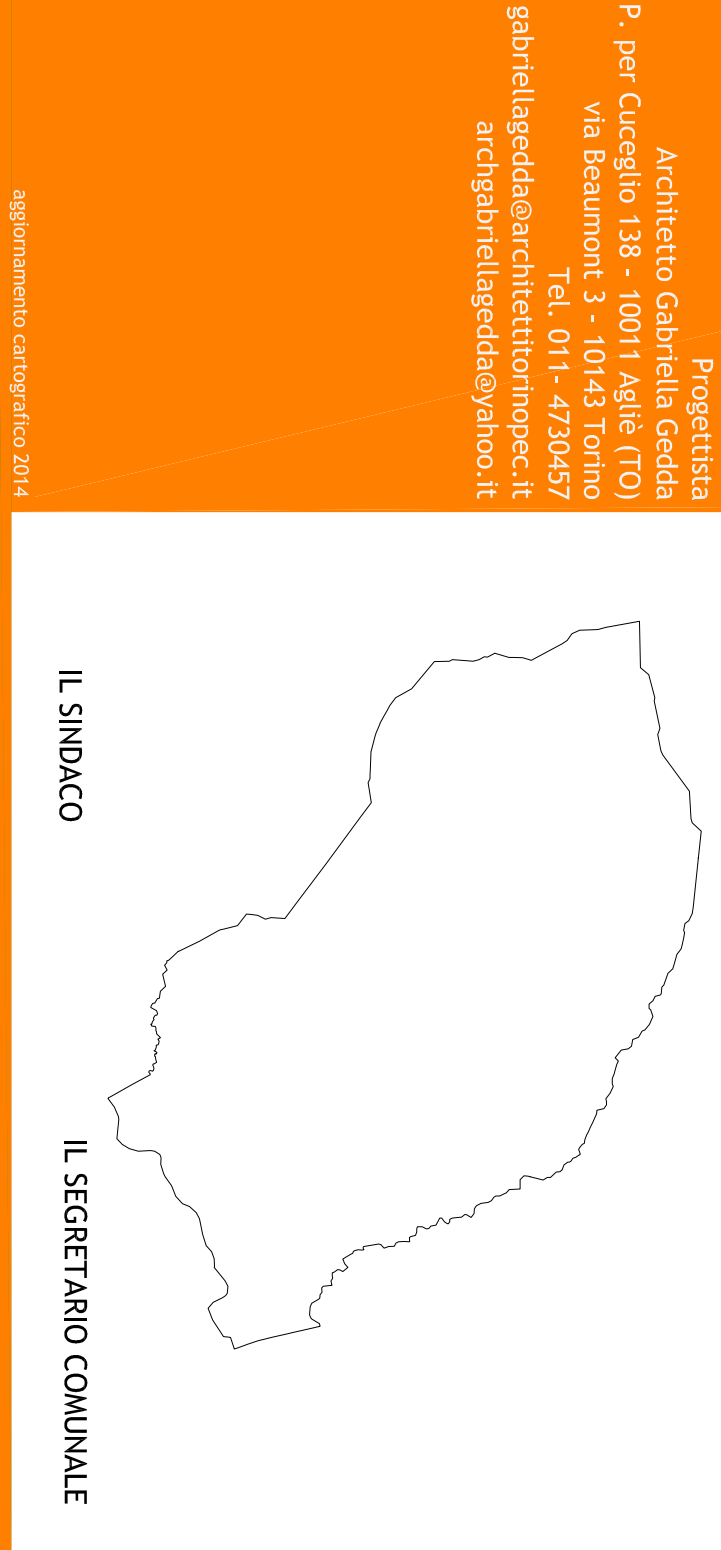 Progettista
Architetto Gabriella Gedda
P. per Cuceglio 138 - 10011 Agliè (TO)
via Beaumont 3 - 10143 Torino
Tel. 011- 4730457
gabriellagedda@architettitorinopec.it
archgabriellagedda@yahoo.it
aggiornamento cartografico 2014
IL SINDACO
IL SEGRETARIO COMUNALE